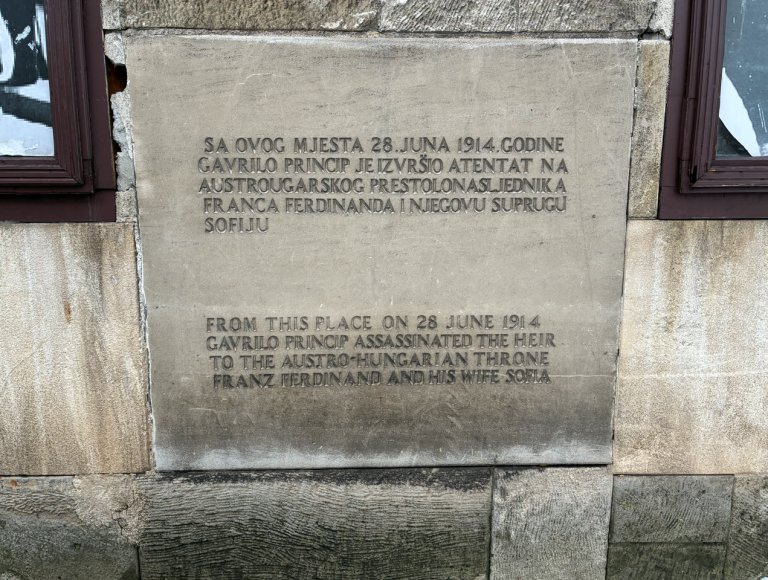 SA OVOG MJESTA 28.JUNA 1914.GODINE
GAVRILO PRINCIP JE IZVRŠIO ATENTAT NA
AUSTROUGARSKOG PRESTOLONASLJEDNIKA
FRANCA FERDINANDA I NJEGOVU SUPRUGU
SOFIJU
FROM THIS PLACE ON 28 JUNE 1914
GAVRILO PRINCIP ASSASSINATED THE HEIR
TO THE AUSTRO-HUNGARIAN THRONE
FRANZ FERDINAND AND HIS WIFE SOFIA